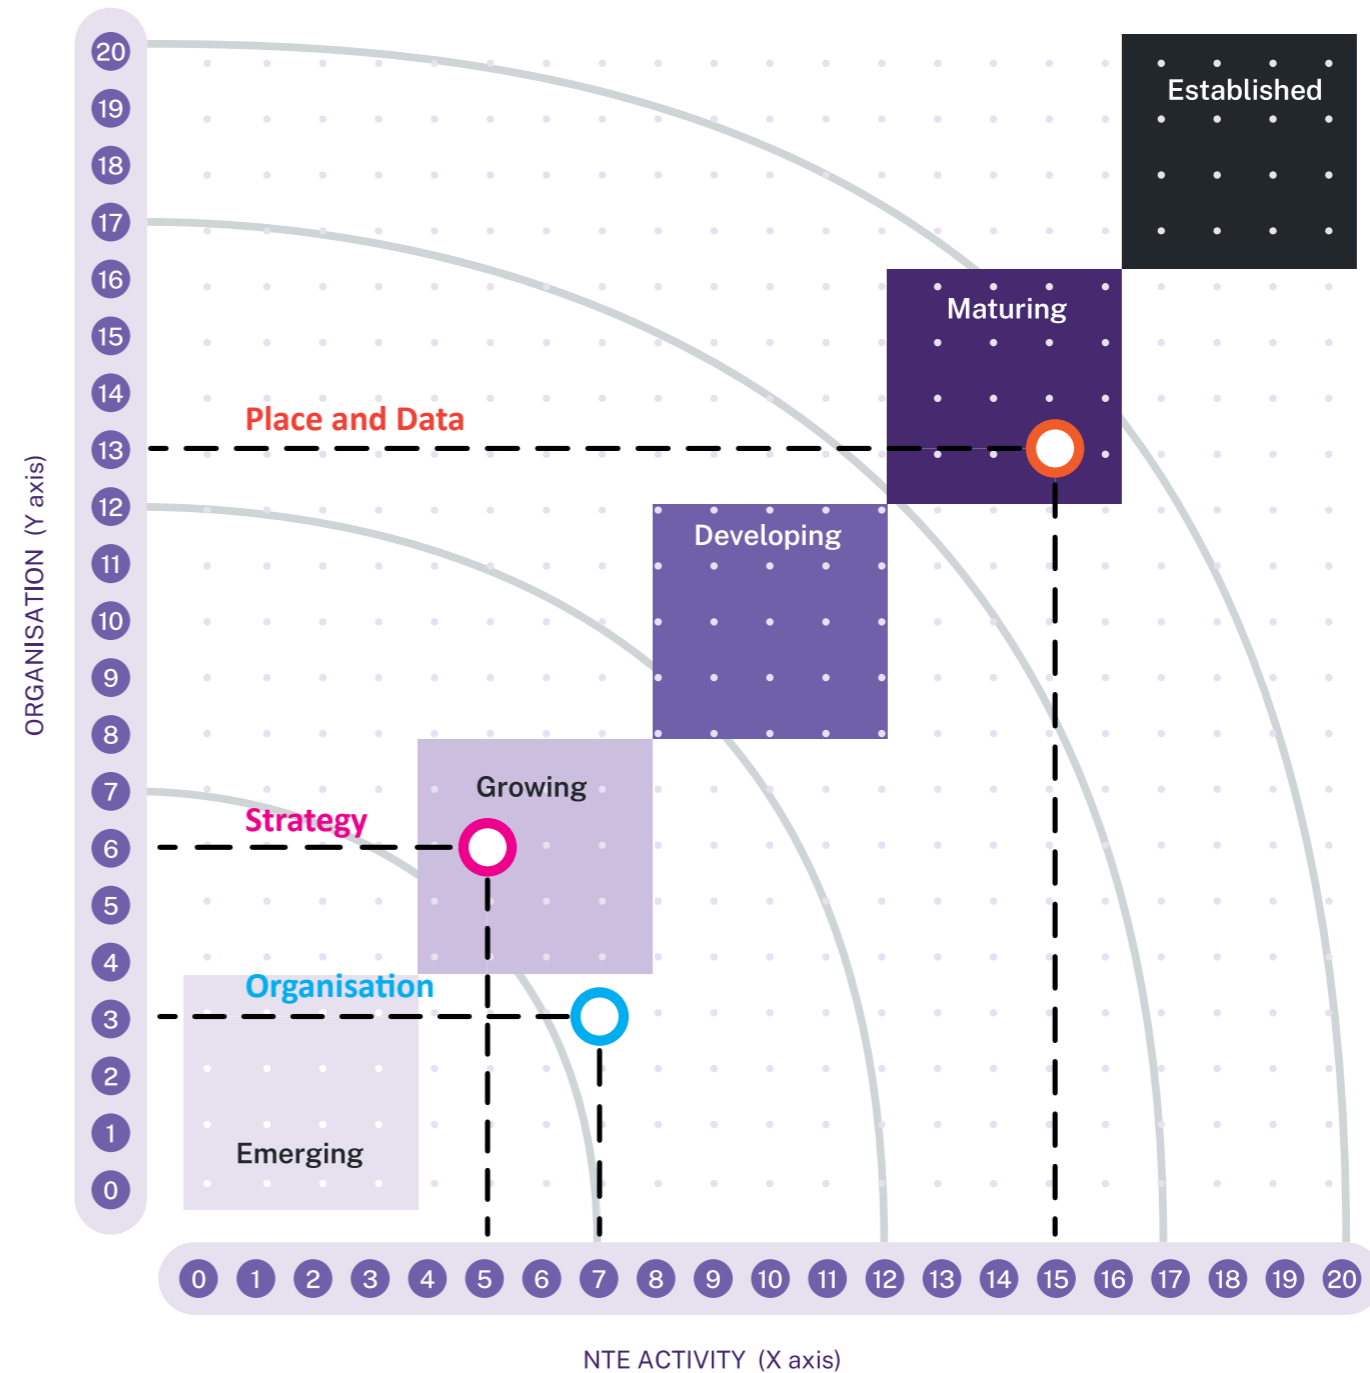 20
19
18
17
16
15
14
13
12
11
10
9
8
7
6
5
4
3
2
1
0
ORGANISATION (Y axis)
Established
Maturing
Place and Data
Developing
Growing
Strategy
Organisation
Emerging
0 1 2 3 4 5 6 7 8 9 10 11 12 13 14 15 16 17 18 19 20
NTE ACTIVITY (X axis)